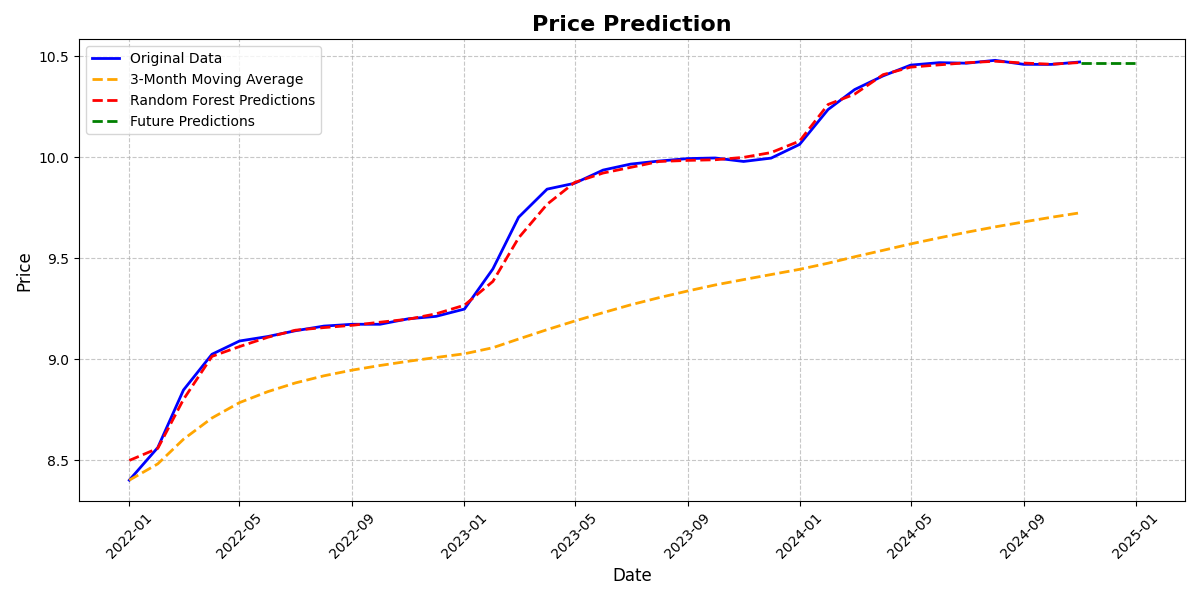 Price Prediction
Original Data
3-Month Moving Average
Random Forest Predictions
Future Predictions
Price
10.5
10.0
9.5
9.0
8.5
2022-01
2022-05
2022-09
2023-01
2023-05
2023-09
2024-01
2024-05
2024-09
2025-01
Date